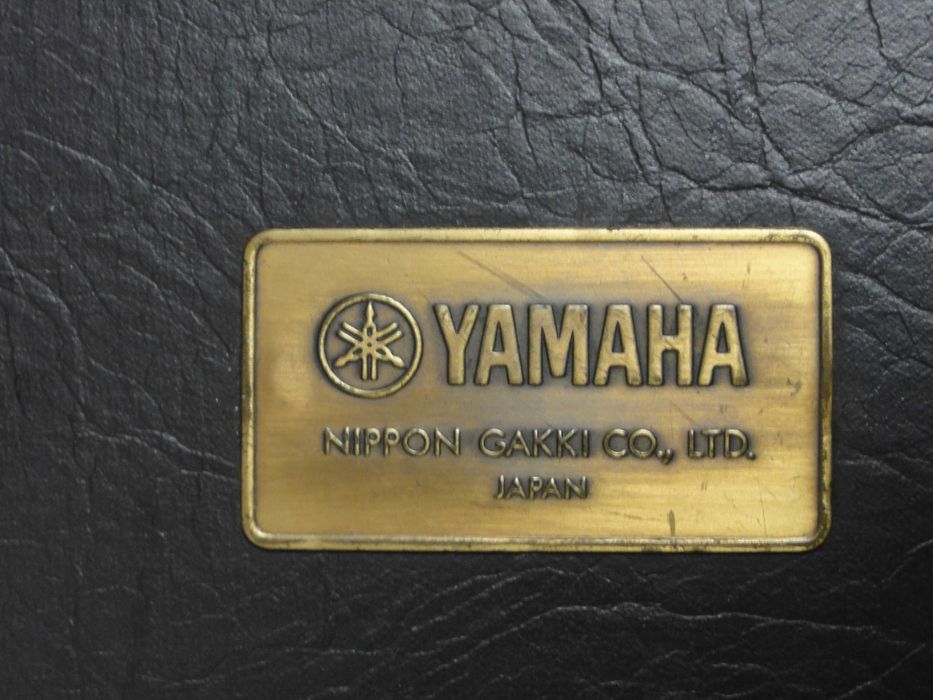 YAMAHA
NIPPON GAKKI CO., LTD.
JAPAN